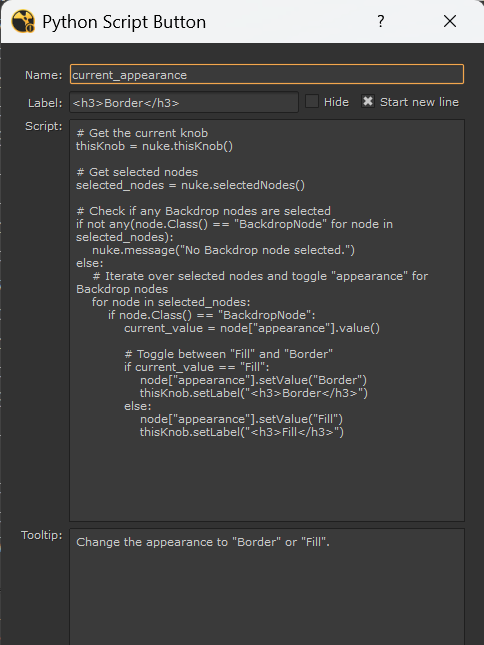 Python Script Button ? ×
Name: current_appearance
Label: <h3>Border</h3> Hide Start new line
Script:
# Get the current knob
thisKnob = nuke.thisKnob()
# Get selected nodes
selected_nodes = nuke.selectedNodes()
# Check if any Backdrop nodes are selected
if not any(node.Class() == "BackdropNode" for node in
selected_nodes):
    nuke.message("No Backdrop node selected.")
else:
    # Iterate over selected nodes and toggle "appearance" for
Backdrop nodes
    for node in selected_nodes:
        if node.Class() == "BackdropNode":
            current_value = node["appearance"].value()
            # Toggle between "Fill" and "Border"
            if current_value == "Fill":
                node["appearance"].setValue("Border")
                thisKnob.setLabel("<h3>Border</h3>")
            else:
                node["appearance"].setValue("Fill")
                thisKnob.setLabel("<h3>Fill</h3>")
Tooltip:
Change the appearance to "Border" or "Fill".